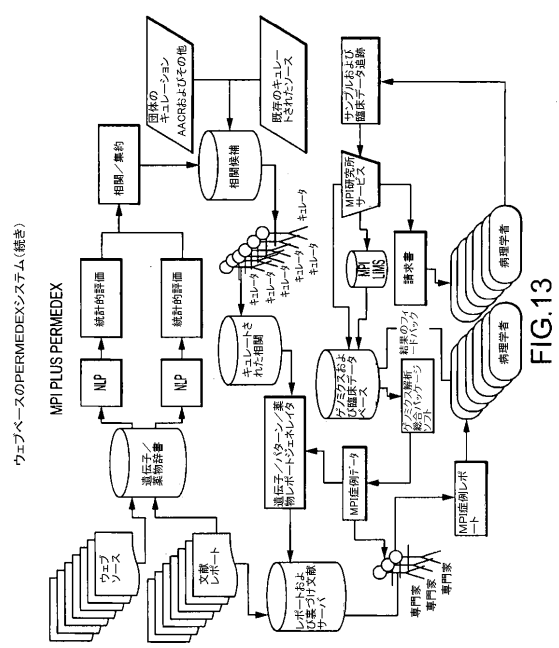 ウェブベースのPERMEDEXシステム(続き)
MPI PLUS PERMEDEX
ウェブ
ソース
文献
レポート
遺伝子/
薬物辞書
NLP
NLP
統計的評価
統計的評価
相関/集約
団体の
キュレーション
AACRおよびその他
相関候補
既存のキュレー
トされたソース
キュレータ
キュレータ
キュレータ
キュレータ
キュレータ
キュレータ
キュレートさ
れた相関
遺伝子/パターン/薬
物レポートジェネレイタ
レポートおよ
び裏づけ文献
サーバ
MPI症例データ
専門家
専門家
専門家
ゲノミクスおよ
び臨床データ
ベース
ゲノミクス解析
総合パッケージ
ソフト
結果のフィ
ードバック
MPI
LIMS
MPI研究所
サービス
サンプルおよび
臨床データ追跡
請求書
病理学者
病理学者
MPI症例レポ
ート
FIG.13